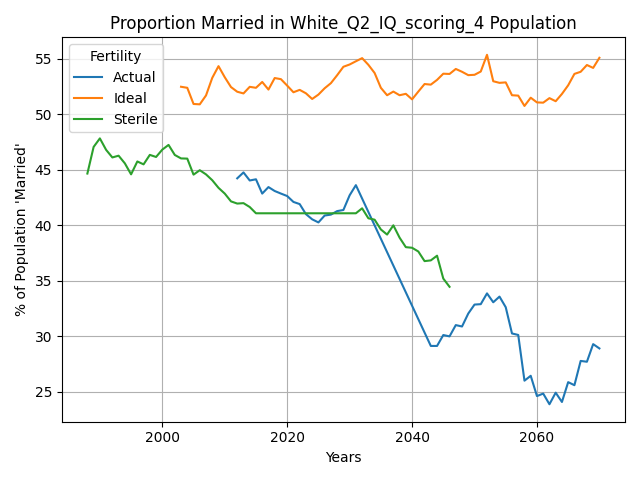 Proportion Married in White_Q2_IQ_scoring_4 Population
Fertility
Actual
Ideal
Sterile
% of Population 'Married'
55
50
45
40
35
30
25
2000
2020
2040
2060
Years